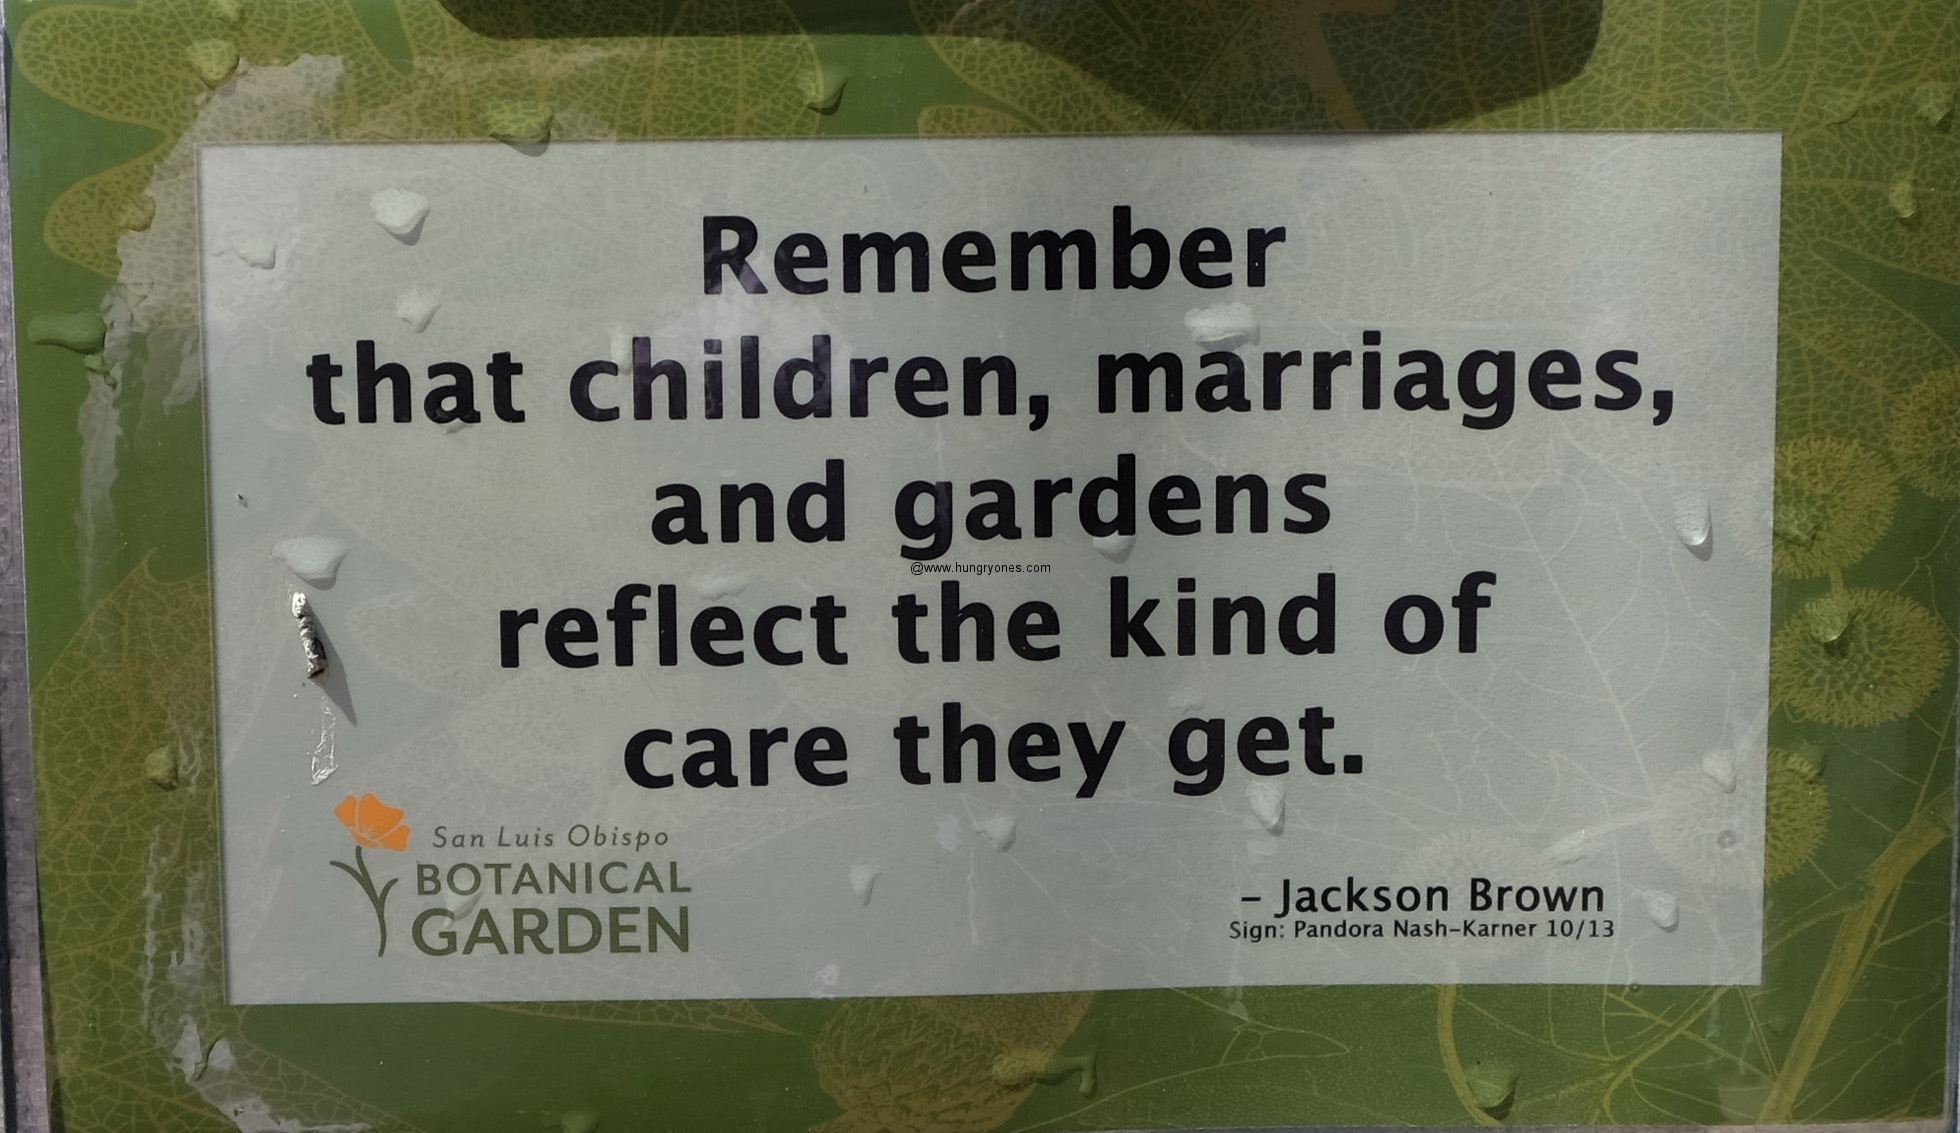 Remember
that children, marriages,
and gardens
@www.hungryones.com
reflect the kind of
care they get.
San Luis Obispo
BOTANICAL
GARDEN
– Jackson Brown
Sign: Pandora Nash-Karner 10/13